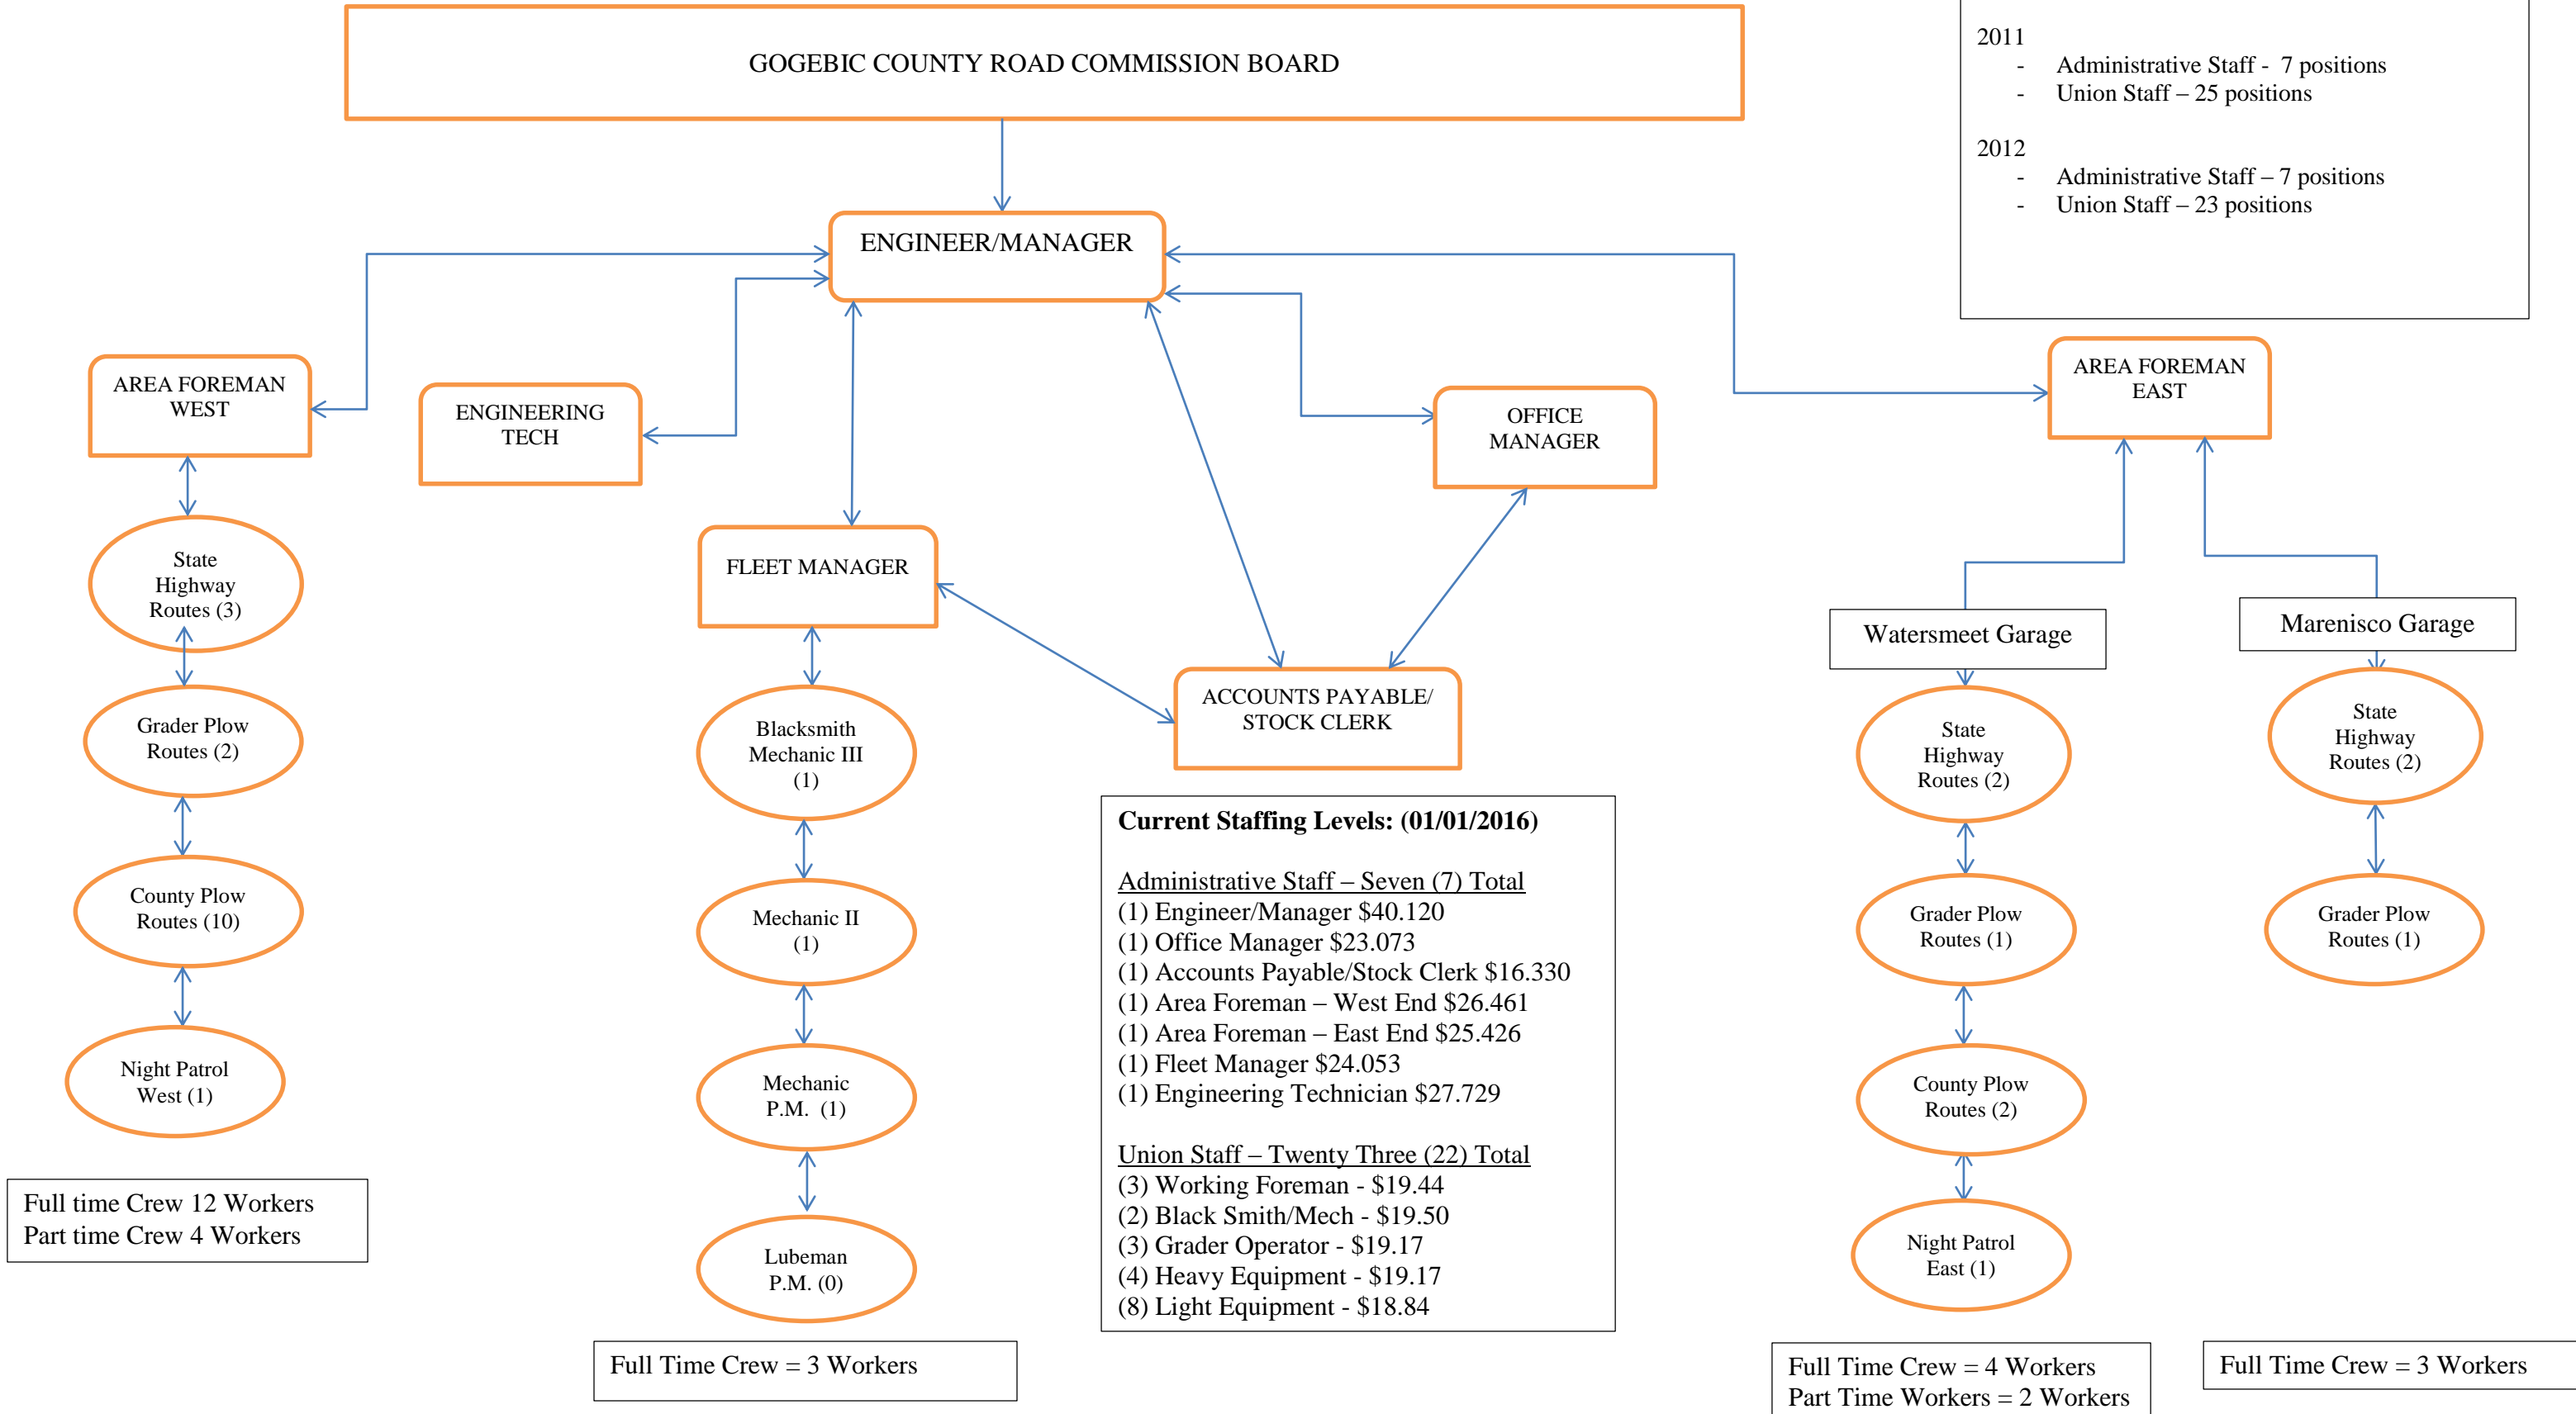 GOGEBIC COUNTY ROAD COMMISSION BOARD
2011
- Administrative Staff - 7 positions
- Union Staff – 25 positions
2012
- Administrative Staff – 7 positions
- Union Staff – 23 positions
ENGINEER/MANAGER
AREA FOREMAN
WEST
ENGINEERING
TECH
OFFICE
MANAGER
AREA FOREMAN
EAST
FLEET MANAGER
ACCOUNTS PAYABLE/
STOCK CLERK
State
Highway
Routes (3)
Grader Plow
Routes (2)
County Plow
Routes (10)
Night Patrol
West (1)
Full time Crew 12 Workers
Part time Crew 4 Workers
Blacksmith
Mechanic III
(1)
Mechanic II
(1)
Mechanic
P.M. (1)
Lubeman
P.M. (0)
Full Time Crew = 3 Workers
Current Staffing Levels: (01/01/2016)
Administrative Staff – Seven (7) Total
(1) Engineer/Manager $40.120
(1) Office Manager $23.073
(1) Accounts Payable/Stock Clerk $16.330
(1) Area Foreman – West End $26.461
(1) Area Foreman – East End $25.426
(1) Fleet Manager $24.053
(1) Engineering Technician $27.729
Union Staff – Twenty Three (22) Total
(3) Working Foreman - $19.44
(2) Black Smith/Mech - $19.50
(3) Grader Operator - $19.17
(4) Heavy Equipment - $19.17
(8) Light Equipment - $18.84
Watersmeet Garage
State
Highway
Routes (2)
Grader Plow
Routes (1)
County Plow
Routes (2)
Night Patrol
East (1)
Full Time Crew = 4 Workers
Part Time Workers = 2 Workers
Marenisco Garage
State
Highway
Routes (2)
Grader Plow
Routes (1)
Full Time Crew = 3 Workers